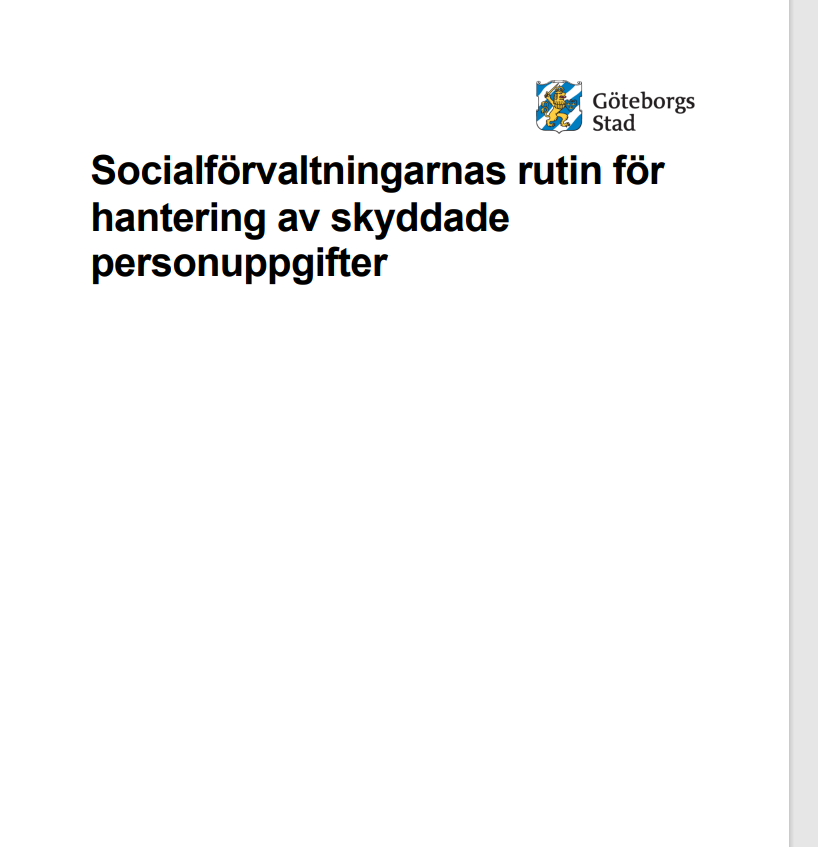 Göteborgs
Stad
Socialförvaltningarnas rutin för
hantering av skyddade
personuppgifter